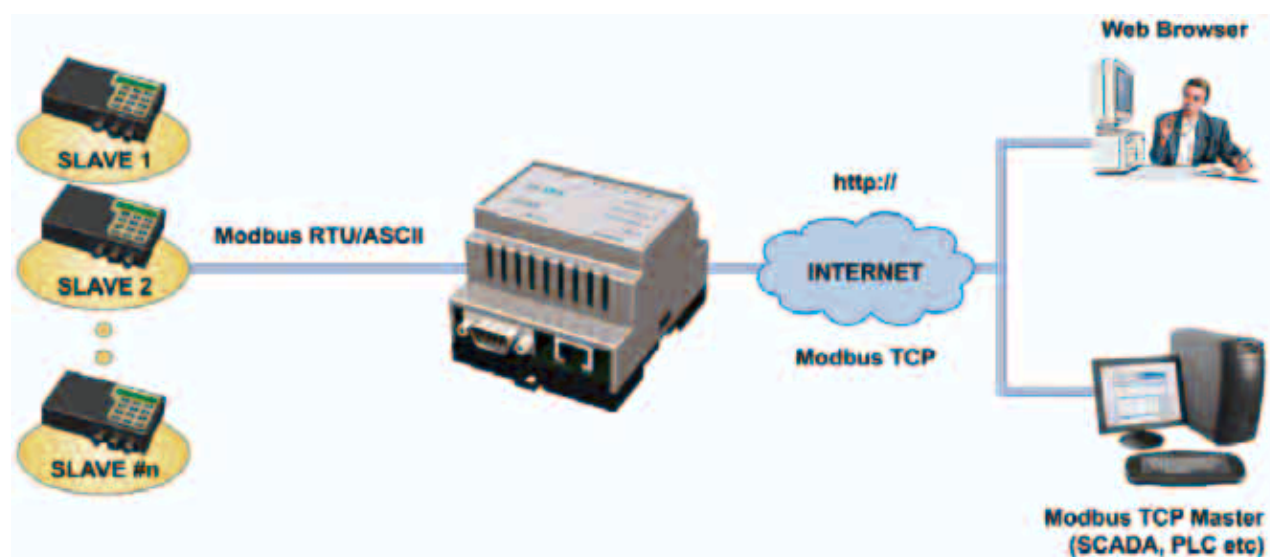 Web Browser
SLAVE 1
http://
Modbus RTU/ASCII
SLAVE 2
INTERNET
Modbus TCP
SLAVE #n
Modbus TCP Master
(SCADA, PLC etc)